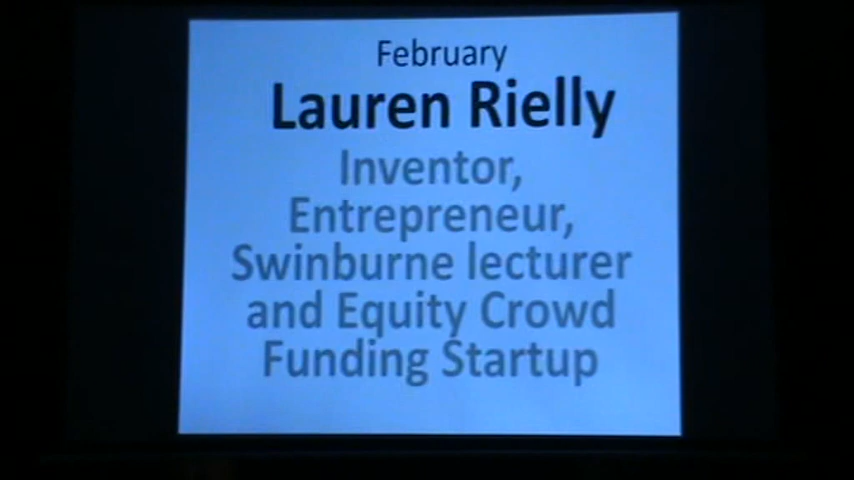 February
Lauren Rielly
Inventor,
Entrepreneur,
Swinburne lecturer
and Equity Crowd
Funding Startup